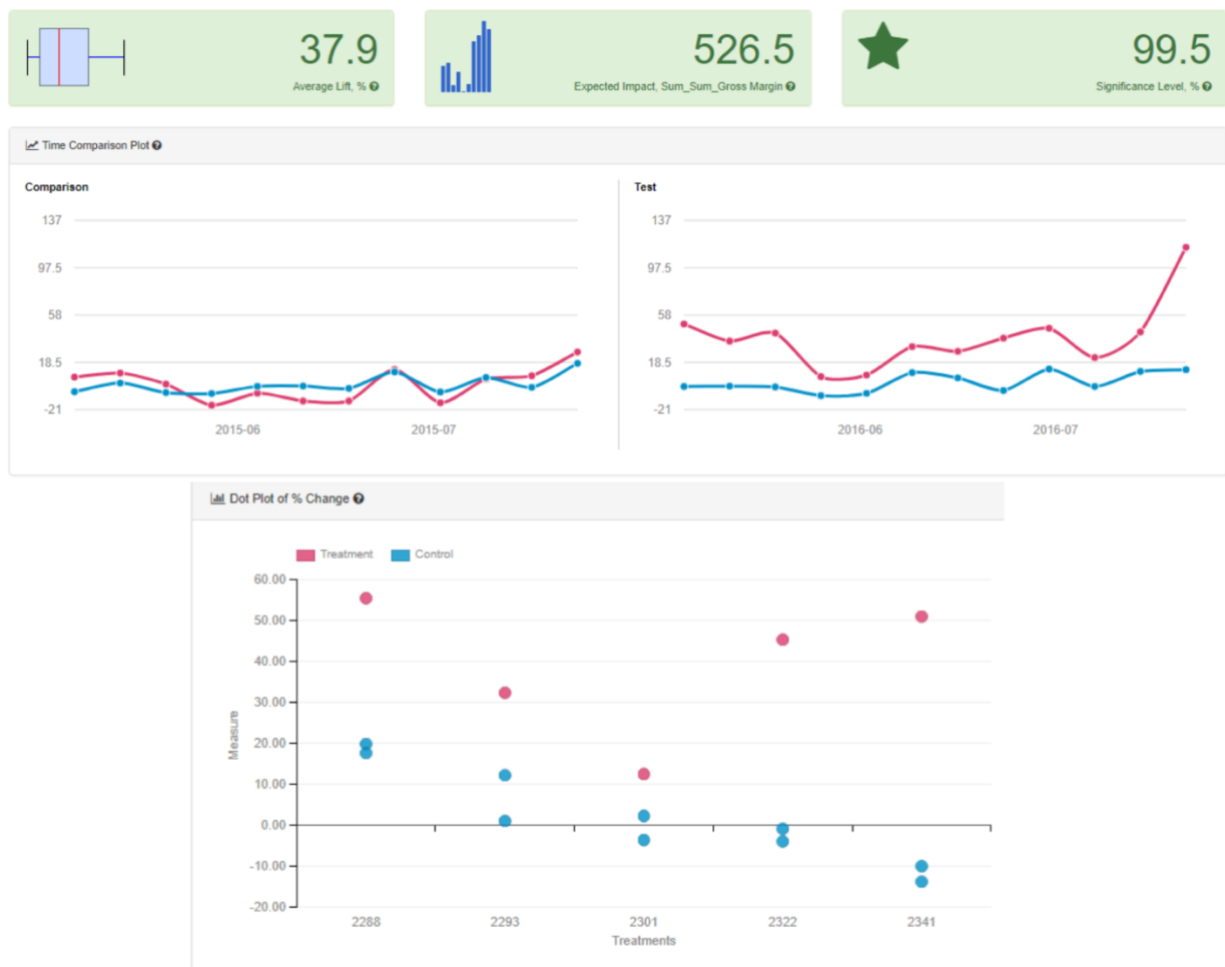 37.9
Average Lift, %
526.5
Expected Impact, Sum_Sum_Gross Margin
99.5
Significance Level, %
Time Comparison Plot
Comparison
137
97.5
58
18.5
-21
2015-06 2015-07
Test
137
97.5
58
18.5
-21
2016-06 2016-07
Dot Plot of % Change
Treatment Control
60.00
50.00
40.00
30.00
20.00
10.00
0.00
-10.00
-20.00
Measure
2288 2293 2301 2322 2341
Treatments